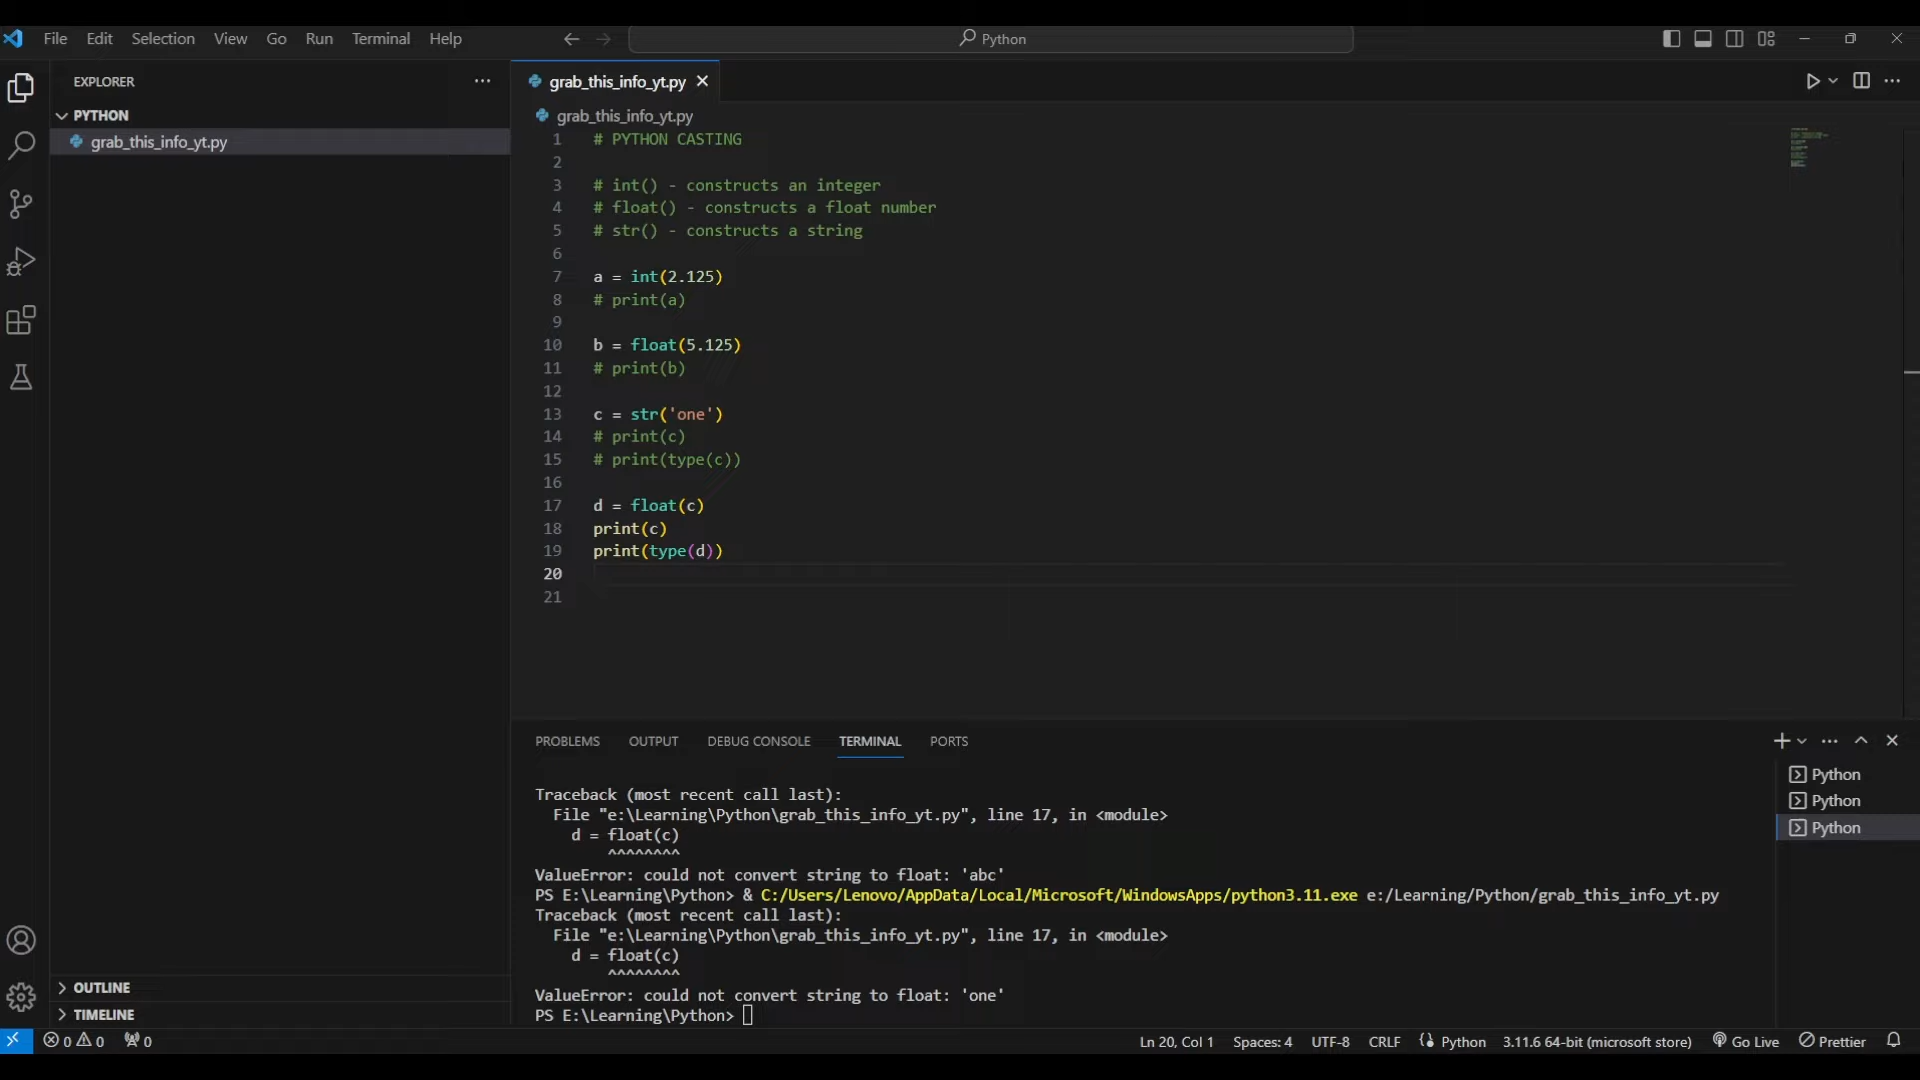 File Edit Selection View Go Run Terminal Help
Python
EXPLORER
PYTHON
grab_this_info_yt.py
OUTLINE
TIMELINE
grab_this_info_yt.py
grab_this_info_yt.py
1 # PYTHON CASTING
2
3 # int() - constructs an integer
4 # float() - constructs a float number
5 # str() - constructs a string
6
7 a = int(2.125)
8 # print(a)
9
10 b = float(5.125)
11 # print(b)
12
13 c = str('one')
14 # print(c)
15 # print(type(c))
16
17 d = float(c)
18 print(c)
19 print(type(d))
20
21
PROBLEMS OUTPUT DEBUG CONSOLE TERMINAL PORTS
Traceback (most recent call last):
File "e:\Learning\Python\grab_this_info_yt.py", line 17, in <module>
d = float(c)
^^^^^^^^
ValueError: could not convert string to float: 'abc'
PS E:\Learning\Python> & C:/Users/Lenovo/AppData/Local/Microsoft/WindowsApps/python3.11.exe e:/Learning/Python/grab_this_info_yt.py
Traceback (most recent call last):
File "e:\Learning\Python\grab_this_info_yt.py", line 17, in <module>
d = float(c)
^^^^^^^^
ValueError: could not convert string to float: 'one'
PS E:\Learning\Python>
Python
Python
Python
0 0 0 Ln 20, Col 1 Spaces: 4 UTF-8 CRLF Python 3.11.6 64-bit (microsoft store) Go Live Prettier